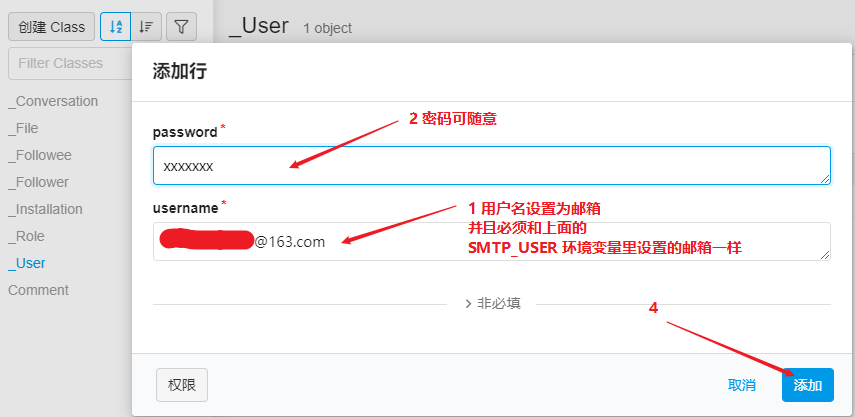 创建 Class
_User 1 object
Filter Classes
_Conversation
_File
_Followee
_Follower
_Installation
_Role
_User
Comment
添加行
password *
2 密码可随意
xxxxxxx
username *
1 用户名设置为邮箱
并且必须和上面的
SMTP_USER 环境变量里设置的邮箱一样
@163.com
非必填
4
权限
取消
添加